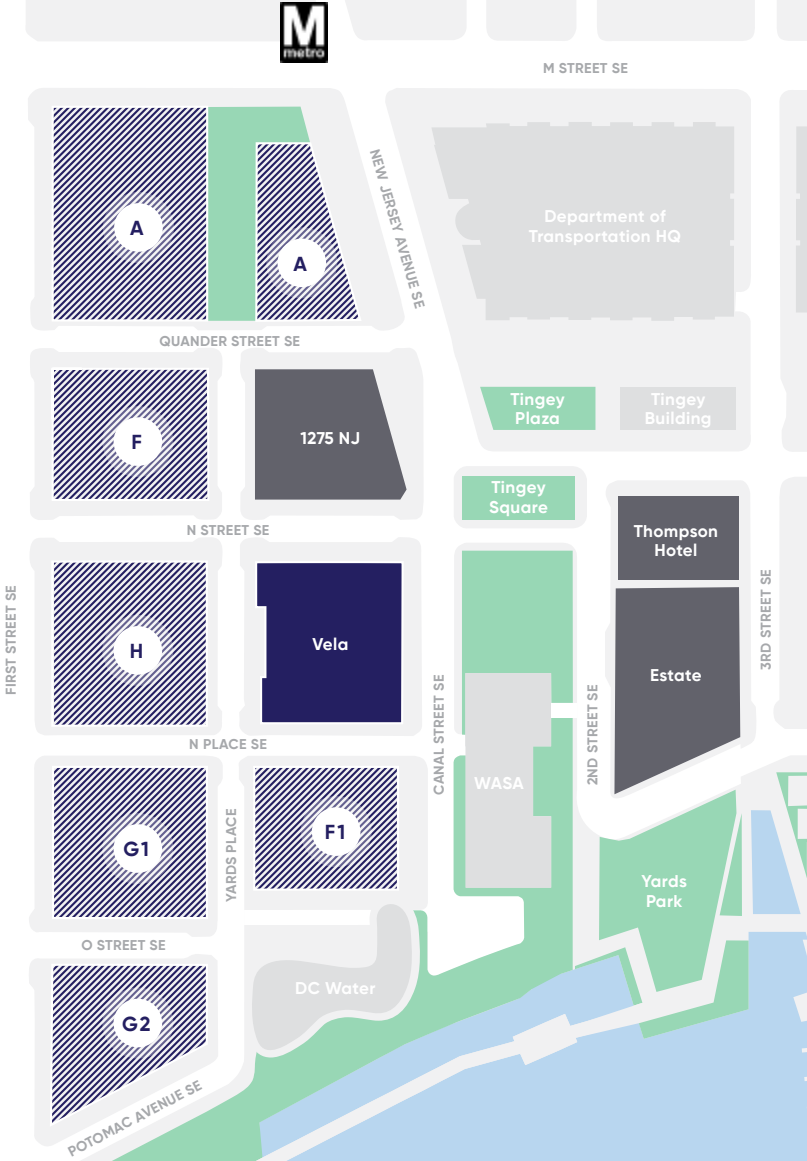 M
metro
M STREET SE
NEW JERSEY AVENUE SE
A
A
Department of
Transportation HQ
QUANDER STREET SE
F
1275 NJ
Tingey
Plaza
Tingey
Building
Tingey
Square
N STREET SE
Thompson
Hotel
FIRST STREET SE
H
Vela
CANAL STREET SE
2ND STREET SE
Estate
3RD STREET SE
N PLACE SE
WASA
G1
YARDS PLACE
F1
Yards
Park
O STREET SE
DC Water
G2
POTOMAC AVENUE SE